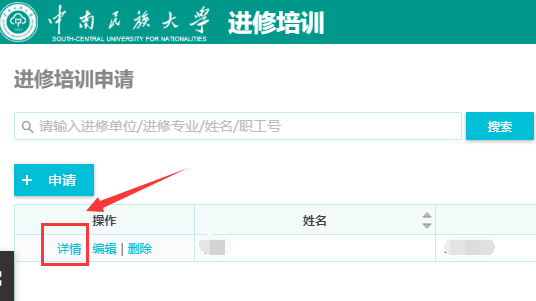 中南民族大学 进修培训
SOUTH-CENTRAL UNIVERSITY FOR NATIONALITIES
进修培训申请
请输入进修单位/进修专业/姓名/职工号 搜索
+ 申请
操作 姓名
详情 编辑 | 删除